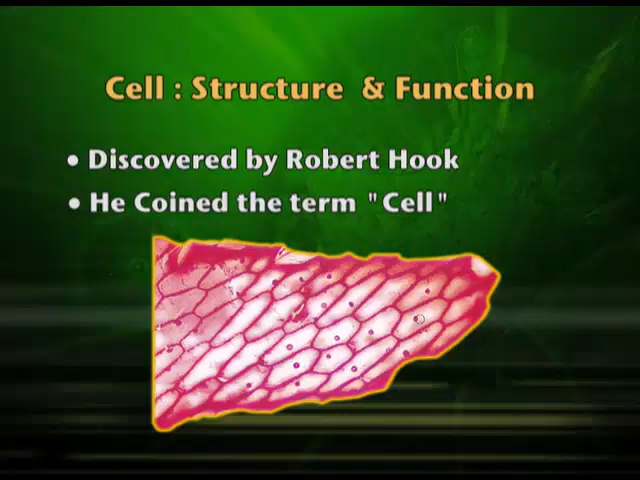 Cell : Structure & Function
• Discovered by Robert Hook
• He Coined the term "Cell"